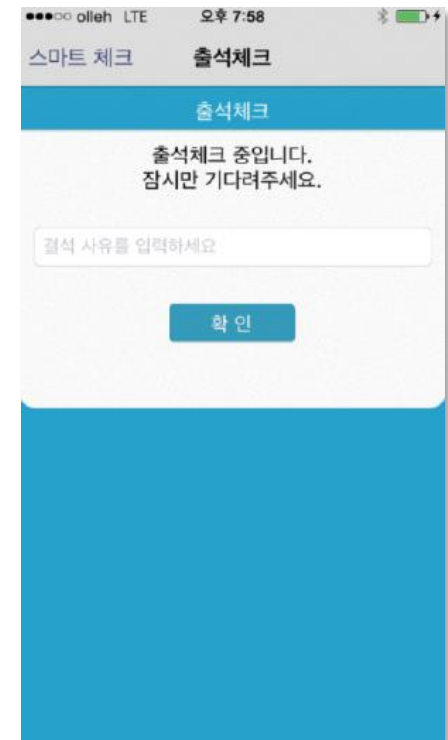 olleh LTE 오후 7:58
스마트 체크 출석체크
출석체크
출석체크 중입니다.
잠시만 기다려주세요.
결석 사유를 입력하세요
확 인